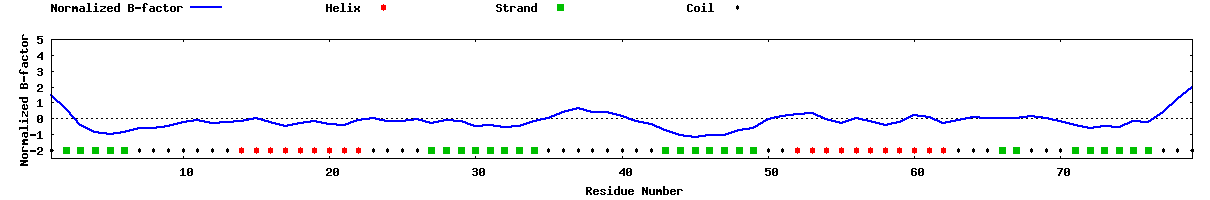 Normalized B-factor Helix Strand Coil
Normalized B-factor
5
4
3
2
1
0
-1
-2
10 20 30 40 50 60 70
Residue Number